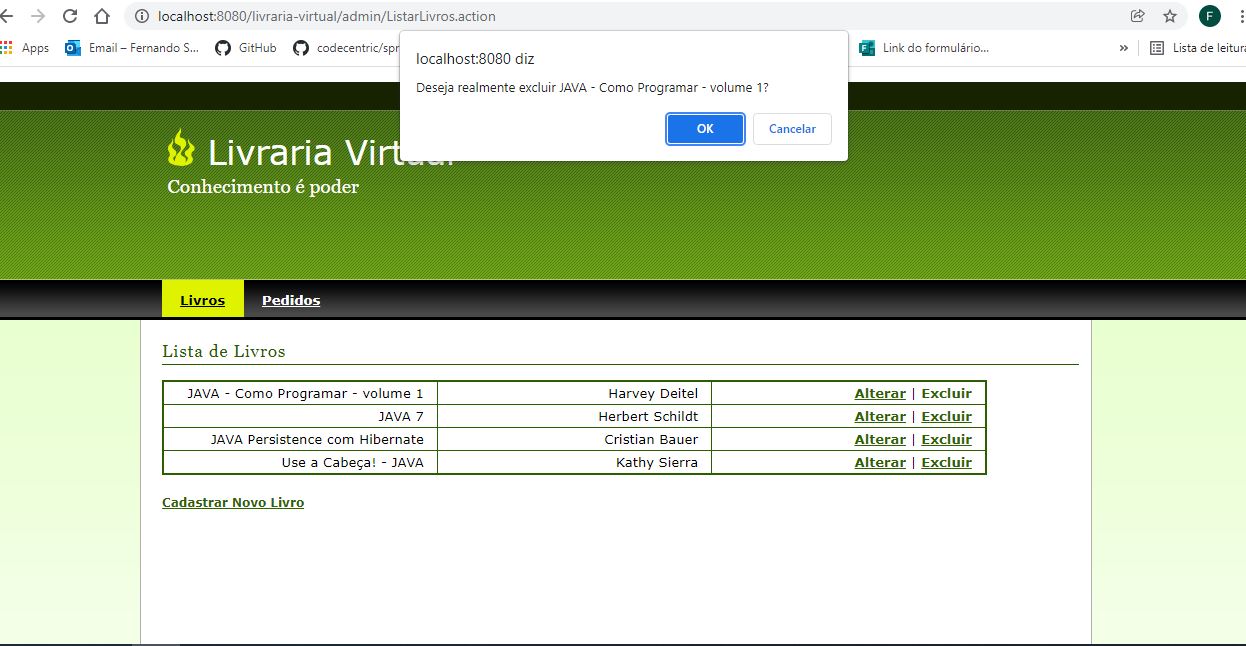 localhost:8080/livraria-virtual/admin/ListarLivros.action
F
Apps Email – Fernando S... GitHub codecentric/spr Link do formulário... » Lista de leitura
localhost:8080 diz
Deseja realmente excluir JAVA - Como Programar - volume 1?
OK Cancelar
Livraria Virtual
Conhecimento é poder
Livros Pedidos
Lista de Livros
JAVA - Como Programar - volume 1 Harvey Deitel Alterar | Excluir
JAVA 7 Herbert Schildt Alterar | Excluir
JAVA Persistence com Hibernate Cristian Bauer Alterar | Excluir
Use a Cabeça! - JAVA Kathy Sierra Alterar | Excluir
Cadastrar Novo Livro